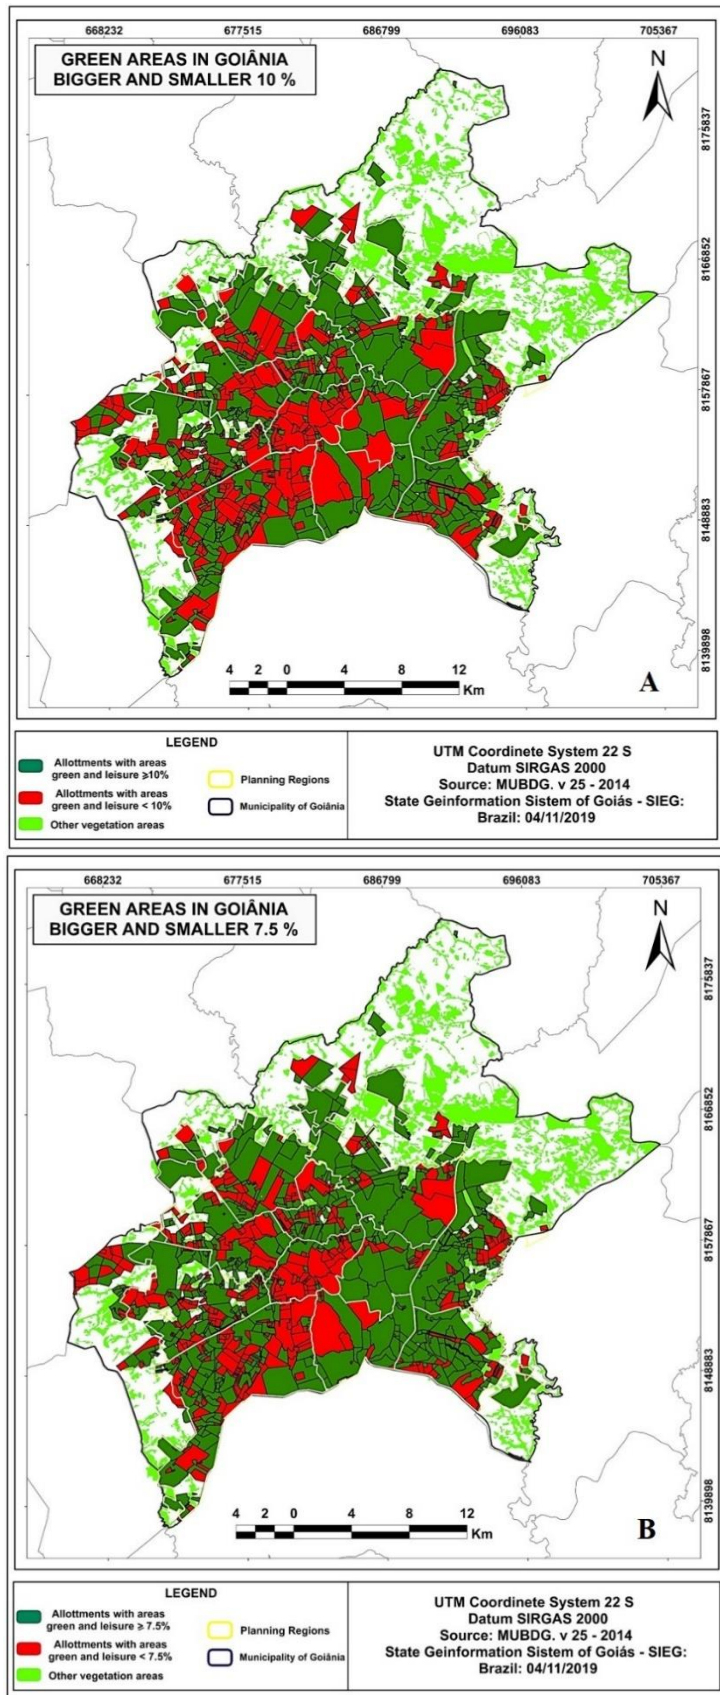 668232 677515 686799 696083 705367
GREEN AREAS IN GOIÂNIA
BIGGER AND SMALLER 10 %
N
8175837
8166852
8157867
8148883
8139898
4 2 0 4 8 12
Km
A
LEGEND
Allottments with areas
green and leisure ≥10%
Allottments with areas
green and leisure < 10%
Other vegetation areas
Planning Regions
Municipality of Goiânia
UTM Coordinete System 22 S
Datum SIRGAS 2000
Source: MUBDG. v 25 - 2014
State Geinformation Sistem of Goiás - SIEG:
Brazil: 04/11/2019
668232 677515 686799 696083 705367
GREEN AREAS IN GOIÂNIA
BIGGER AND SMALLER 7.5 %
N
8175837
8166852
8157867
8148883
8139898
4 2 0 4 8 12
Km
B
LEGEND
Allottments with areas
green and leisure ≥ 7.5%
Allottments with areas
green and leisure < 7.5%
Other vegetation areas
Planning Regions
Municipality of Goiânia
UTM Coordinete System 22 S
Datum SIRGAS 2000
Source: MUBDG. v 25 - 2014
State Geinformation Sistem of Goiás - SIEG:
Brazil: 04/11/2019